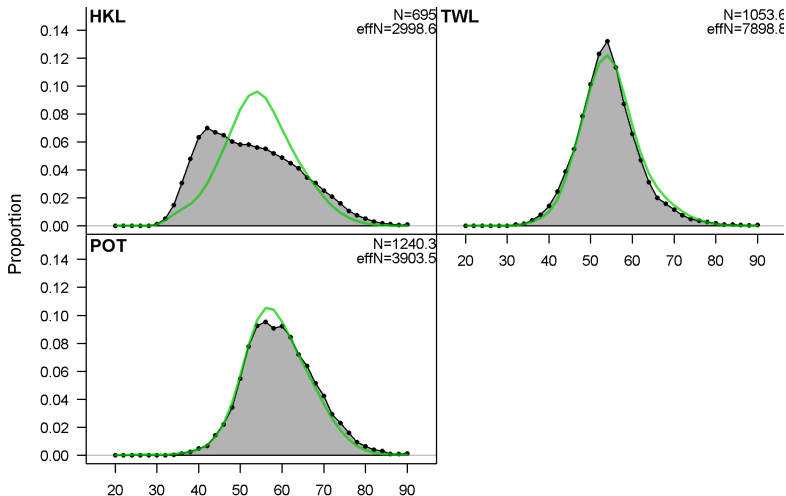 HKL
N=695
effN=2998.6
TWL
N=1053.6
effN=7898.8
0.14
0.12
0.10
0.08
0.06
0.04
0.02
0.00
Proportion
POT
N=1240.3
effN=3903.5
20 30 40 50 60 70 80 90
0.14
0.12
0.10
0.08
0.06
0.04
0.02
0.00
20 30 40 50 60 70 80 90